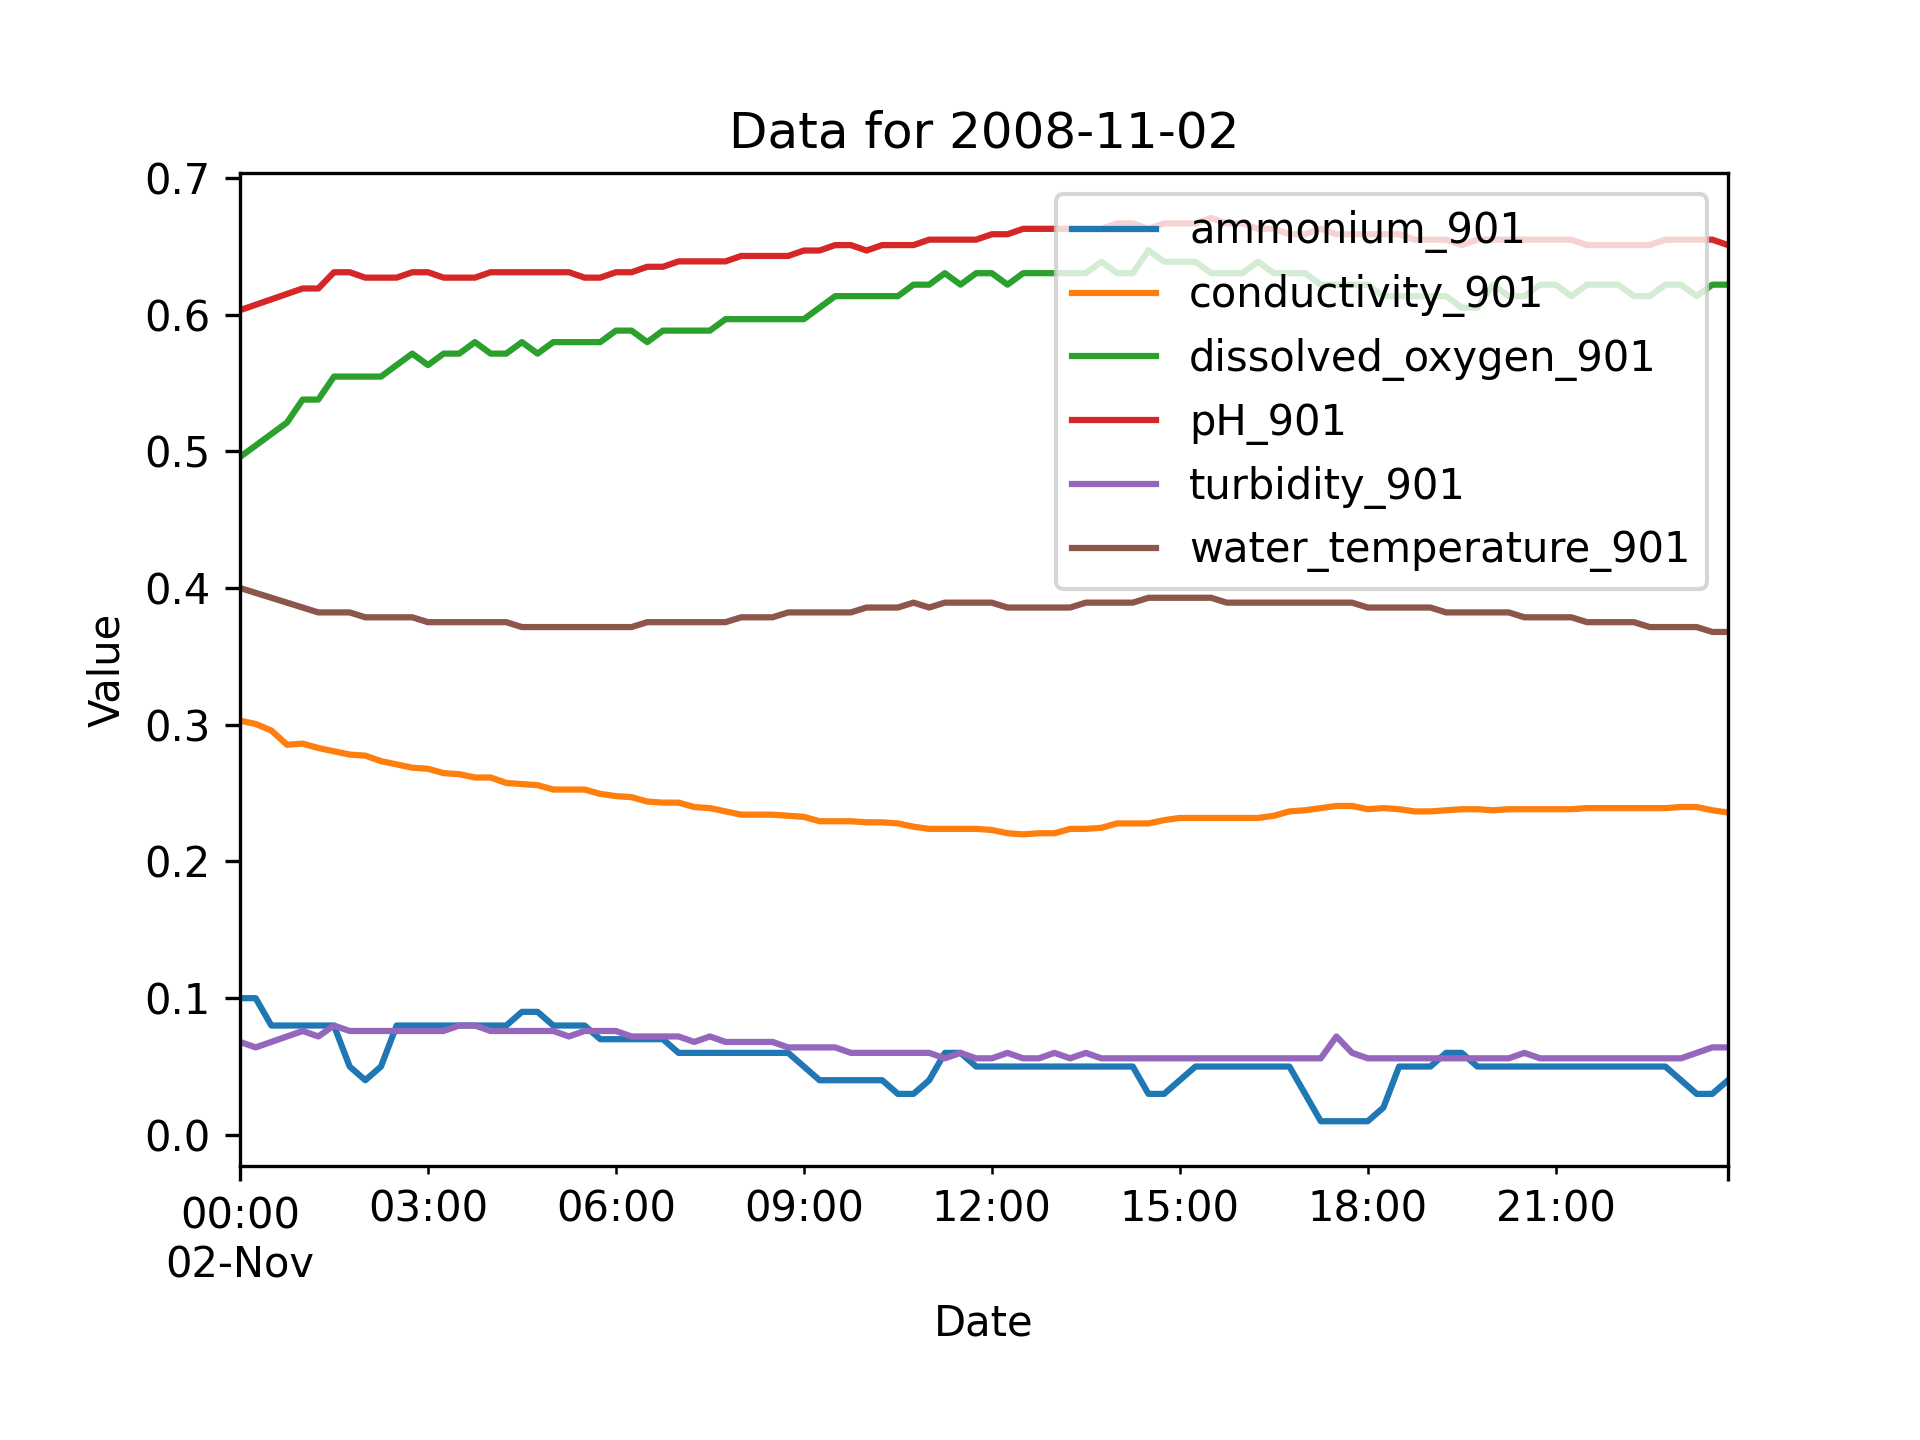 Data for 2008-11-02
0.7
0.6
0.5
0.4
0.3
0.2
0.1
0.0
Value
ammonium_901
conductivity_901
dissolved_oxygen_901
pH_901
turbidity_901
water_temperature_901
00:00 03:00 06:00 09:00 12:00 15:00 18:00 21:00
02-Nov
Date